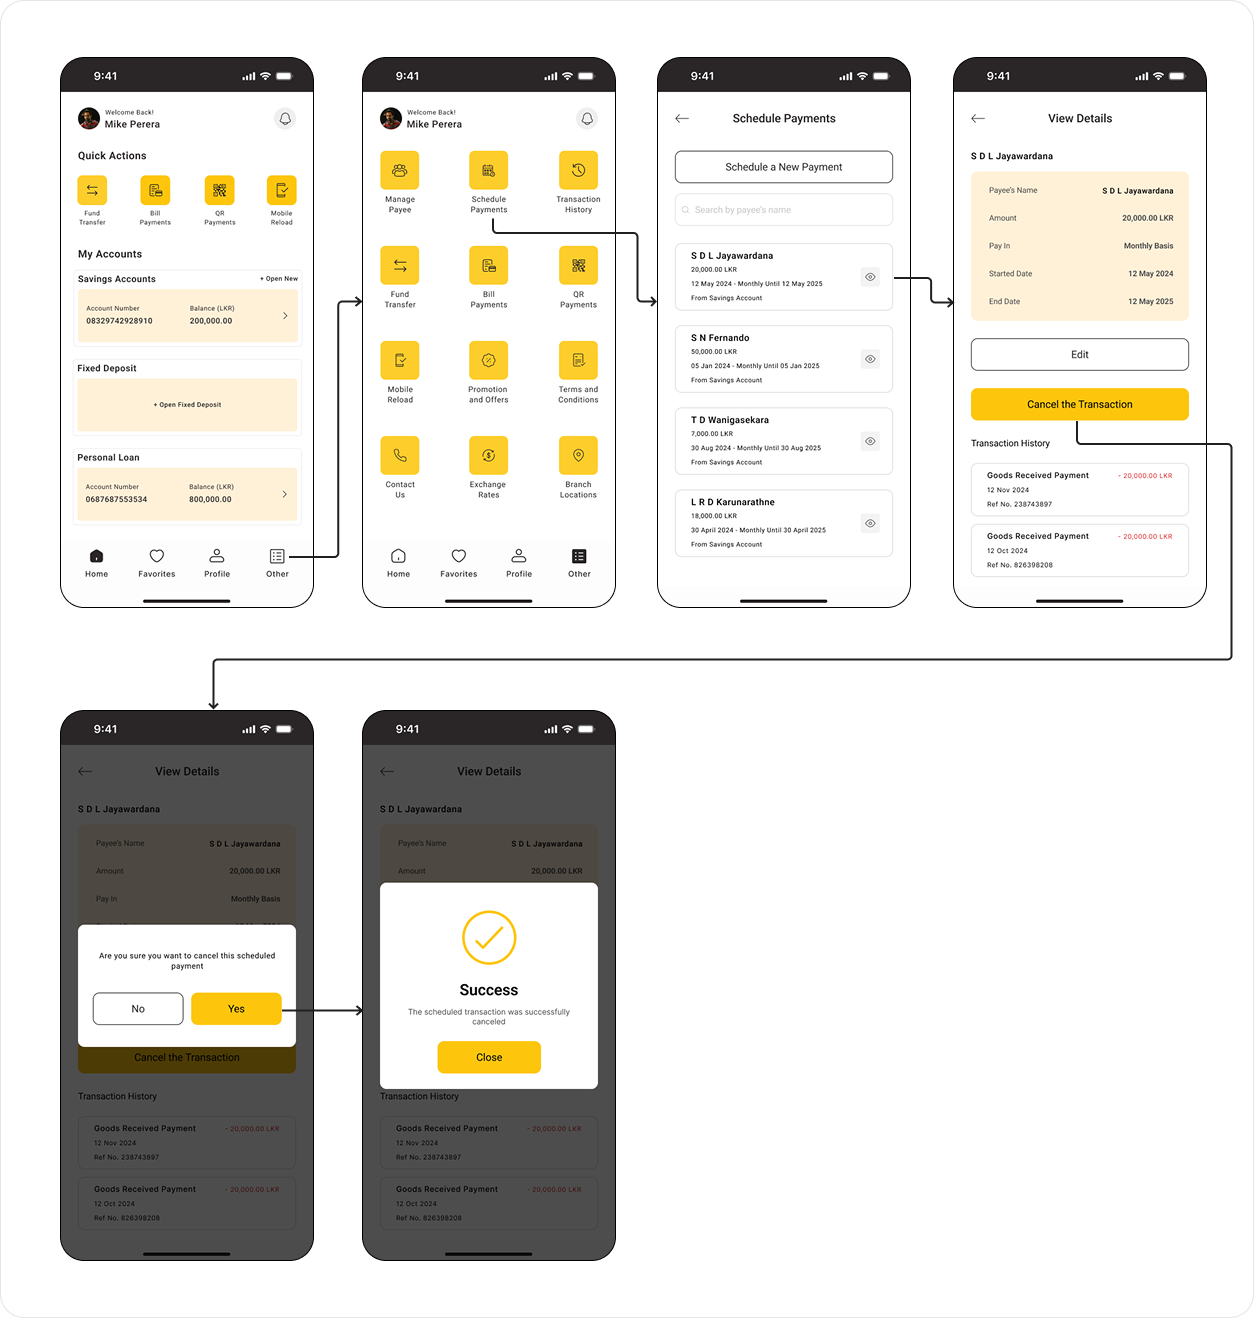 9:41
Welcome Back!
Mike Perera
Quick Actions
Fund
Transfer
Bill
Payments
QR
Payments
Mobile
Reload
My Accounts
Savings Accounts
+ Open New
Account Number
Balance (LKR)
08329742928910
200,000.00
Fixed Deposit
+ Open Fixed Deposit
Personal Loan
Account Number
Balance (LKR)
0687687553534
800,000.00
Home
Favorites
Profile
Other
9:41
Welcome Back!
Mike Perera
Manage
Payee
Schedule
Payments
Transaction
History
Fund
Transfer
Bill
Payments
QR
Payments
Mobile
Reload
Promotion
and Offers
Terms and
Conditions
Contact
Us
Exchange
Rates
Branch
Locations
Home
Favorites
Profile
Other
9:41
Schedule Payments
Schedule a New Payment
Search by payee's name
S D L Jayawardana
20,000.00 LKR
12 May 2024 - Monthly Until 12 May 2025
From Savings Account
S N Fernando
50,000.00 LKR
05 Jan 2024 - Monthly Until 05 Jan 2025
From Savings Account
T D Wanigasekara
7,000.00 LKR
30 Aug 2024 - Monthly Until 30 Aug 2025
From Savings Account
L R D Karunarathne
18,000.00 LKR
30 April 2024 - Monthly Until 30 April 2025
From Savings Account
9:41
View Details
S D L Jayawardana
Payee's Name
S D L Jayawardana
Amount
20,000.00 LKR
Pay In
Monthly Basis
Started Date
12 May 2024
End Date
12 May 2025
Edit
Cancel the Transaction
Transaction History
Goods Received Payment
- 20,000.00 LKR
12 Nov 2024
Ref No. 238743897
Goods Received Payment
- 20,000.00 LKR
12 Oct 2024
Ref No. 826398208
9:41
View Details
S D L Jayawardana
Payee's Name
S D L Jayawardana
Amount
20,000.00 LKR
Pay In
Monthly Basis
Are you sure you want to cancel this scheduled
payment
No
Yes
Cancel the Transaction
Transaction History
Goods Received Payment
- 20,000.00 LKR
12 Nov 2024
Ref No. 238743897
Goods Received Payment
- 20,000.00 LKR
12 Oct 2024
Ref No. 826398208
9:41
View Details
S D L Jayawardana
Payee's Name
S D L Jayawardana
Amount
20,000.00 LKR
Success
The scheduled transaction was successfully
canceled
Close
Transaction History
Goods Received Payment
- 20,000.00 LKR
12 Nov 2024
Ref No. 238743897
Goods Received Payment
- 20,000.00 LKR
12 Oct 2024
Ref No. 826398208